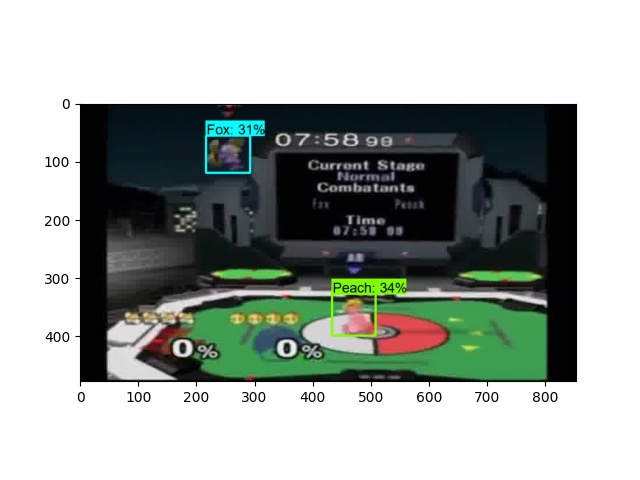 Fox: 31%
07:58 98
Current Stage
Normal
Combatants
Fox Peach
Time
07:58 98
Peach: 34%
0% 0%
0
100
200
300
400
0 100 200 300 400 500 600 700 800